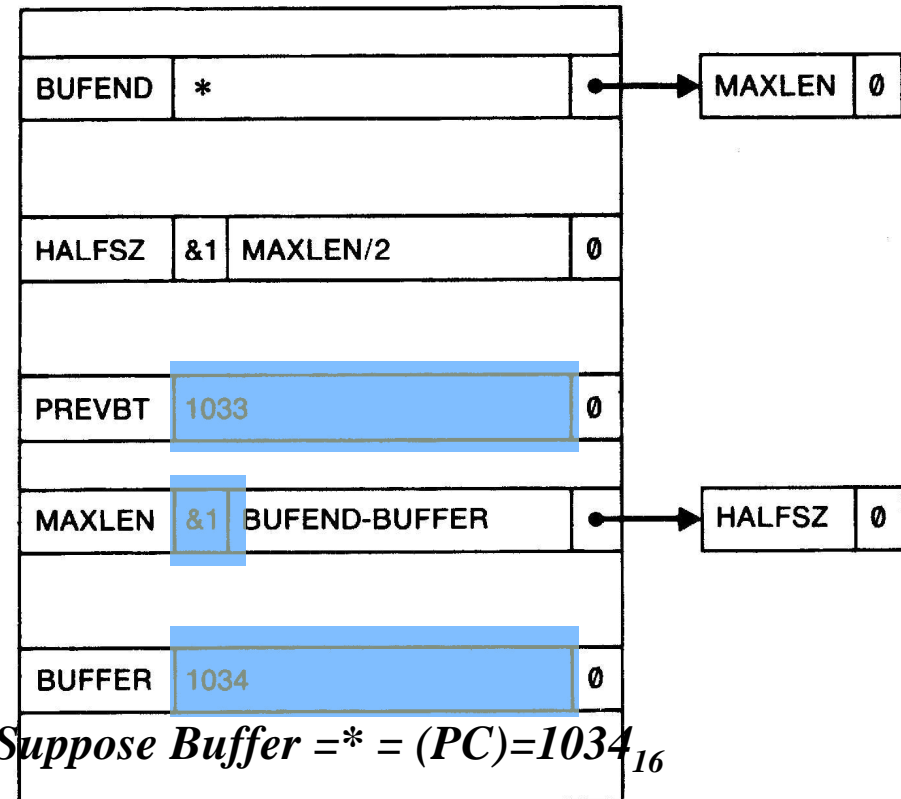 BUFEND * MAXLEN 0
HALFSZ &1 MAXLEN/2 0
PREVBT 1033 0
MAXLEN &1 BUFEND-BUFFER HALFSZ 0
BUFFER 1034 0
Suppose Buffer =* = (PC)=1034₁₆